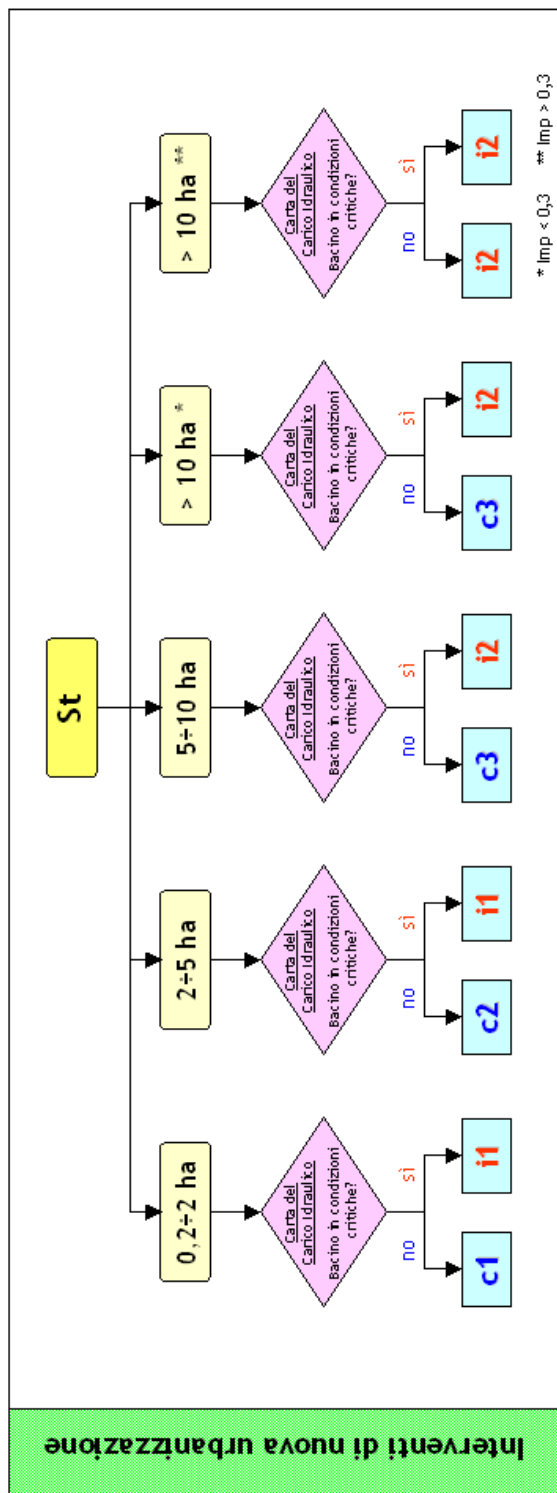 Interventi di nuova urbanizzazione
St
0,2÷2 ha
2÷5 ha
5÷10 ha
> 10 ha *
> 10 ha **
Carta del
Carico Idraulico
Bacino in condizioni
critiche?
Carta del
Carico Idraulico
Bacino in condizioni
critiche?
Carta del
Carico Idraulico
Bacino in condizioni
critiche?
Carta del
Carico Idraulico
Bacino in condizioni
critiche?
Carta del
Carico Idraulico
Bacino in condizioni
critiche?
no
sì
no
sì
no
sì
no
sì
no
sì
c1
i1
c2
i1
c3
i2
c3
i2
i2
i2
* Imp < 0,3
** Imp > 0,3